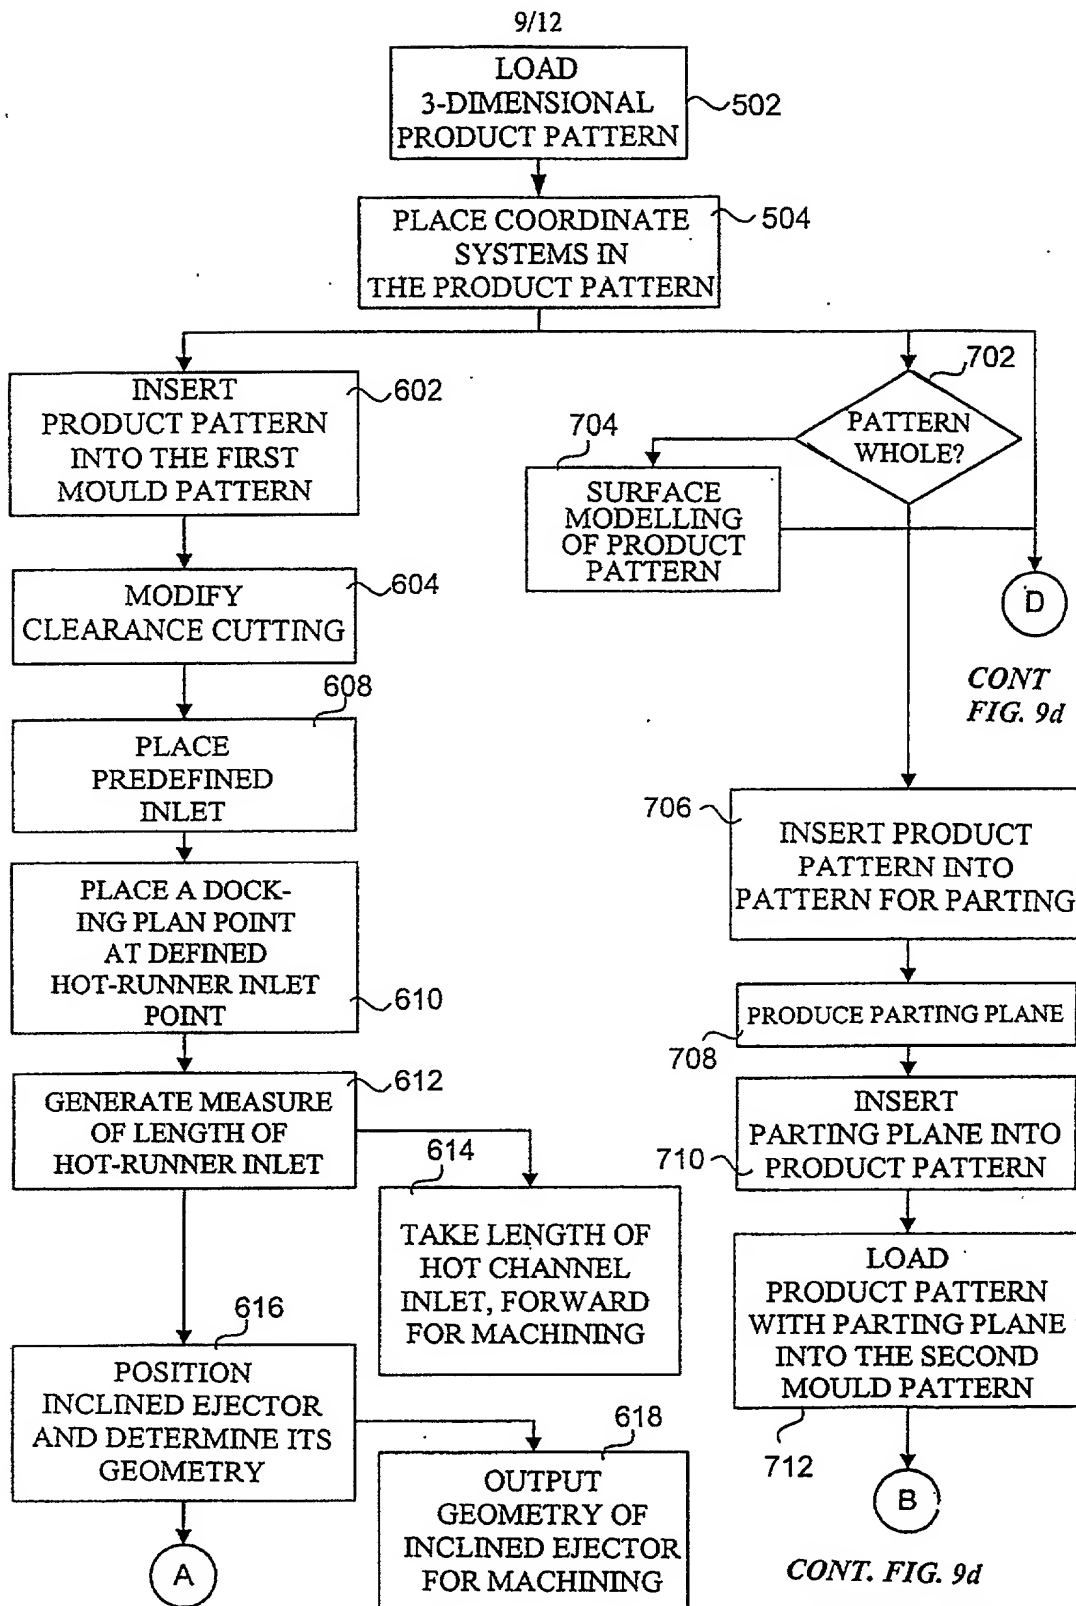 9/12
LOAD
3-DIMENSIONAL
PRODUCT PATTERN
502
PLACE COORDINATE
SYSTEMS IN
THE PRODUCT PATTERN
504
INSERT
PRODUCT PATTERN
INTO THE FIRST
MOULD PATTERN
602
702
PATTERN
WHOLE?
704
SURFACE
MODELLING
OF PRODUCT
PATTERN
D
CONT
FIG. 9d
MODIFY
CLEARANCE CUTTING
604
608
PLACE
PREDEFINED
INLET
706
INSERT PRODUCT
PATTERN INTO
PATTERN FOR PARTING
PLACE A DOCK-
ING PLAN POINT
AT DEFINED
HOT-RUNNER INLET
POINT
610
PRODUCE PARTING PLANE
708
GENERATE MEASURE
OF LENGTH OF
HOT-RUNNER INLET
612
INSERT
PARTING PLANE INTO
PRODUCT PATTERN
710
614
TAKE LENGTH OF
HOT CHANNEL
INLET, FORWARD
FOR MACHINING
LOAD
PRODUCT PATTERN
WITH PARTING PLANE
INTO THE SECOND
MOULD PATTERN
712
616
POSITION
INCLINED EJECTOR
AND DETERMINE ITS
GEOMETRY
618
OUTPUT
GEOMETRY OF
INCLINED EJECTOR
FOR MACHINING
A
B
CONT. FIG. 9d